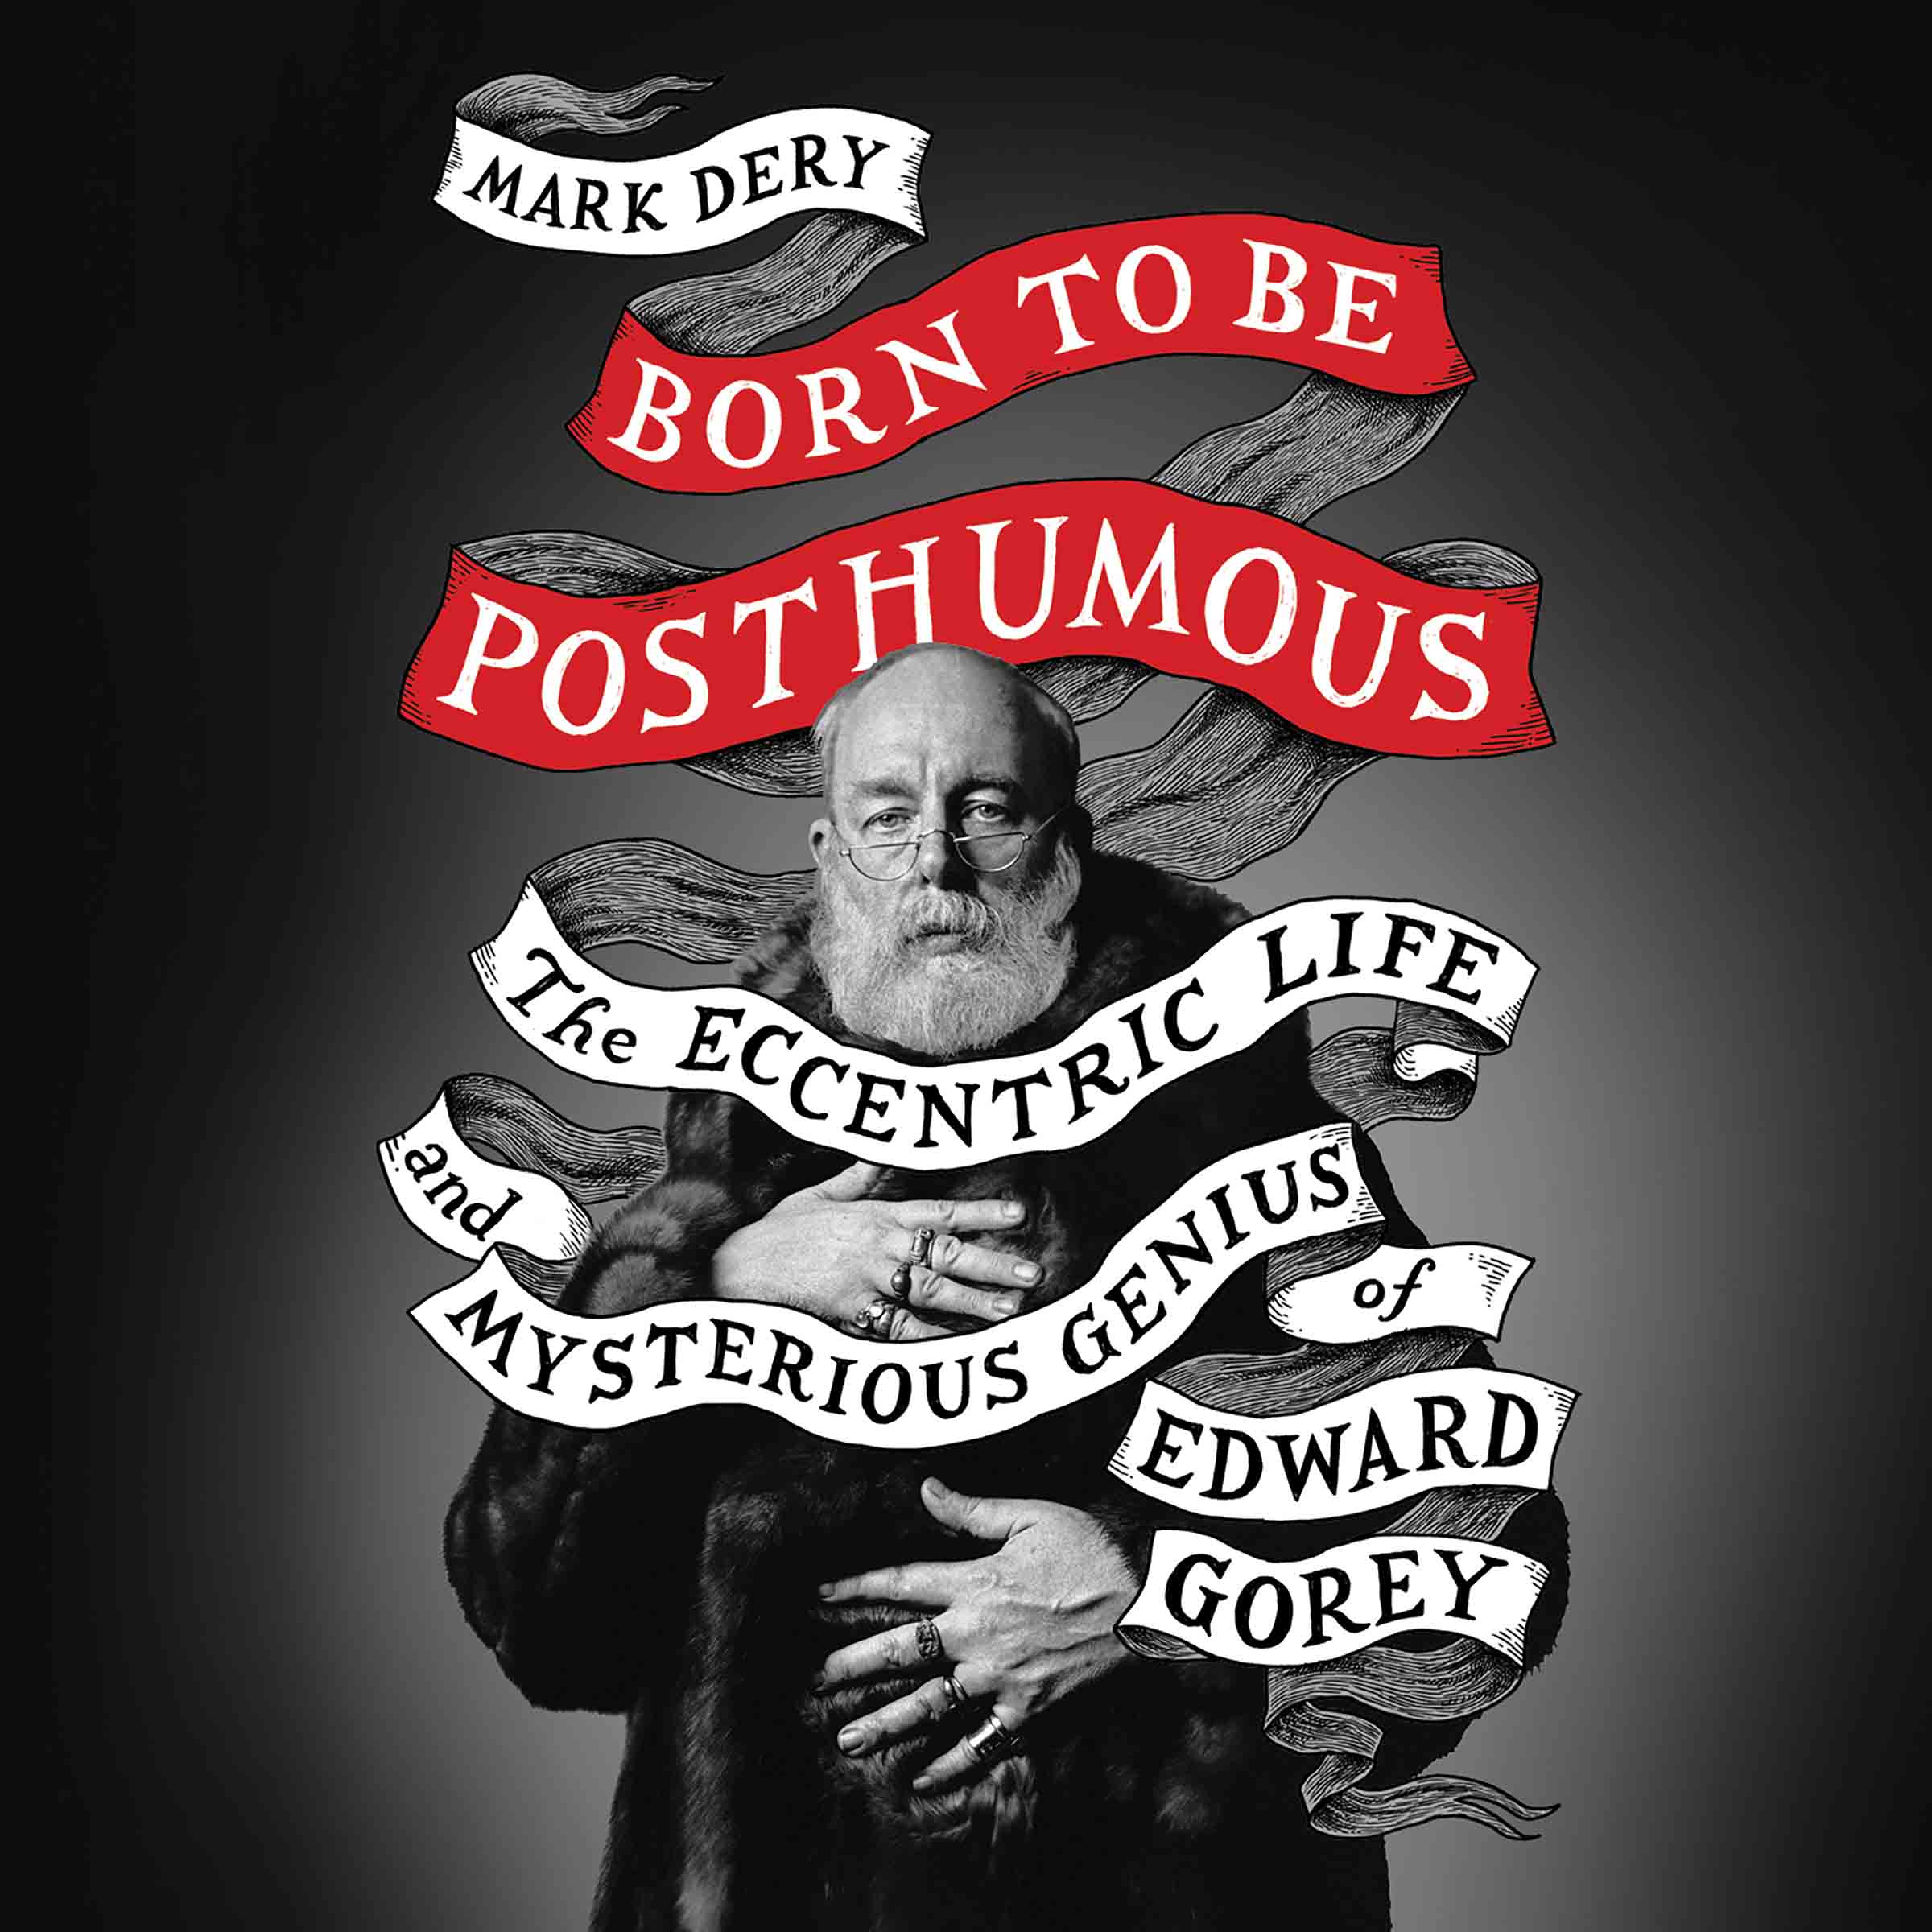 MARK DERY
BORN TO BE
POSTHUMOUS
The ECCENTRIC LIFE
and
MYSTERIOUS GENIUS
of
EDWARD
GOREY